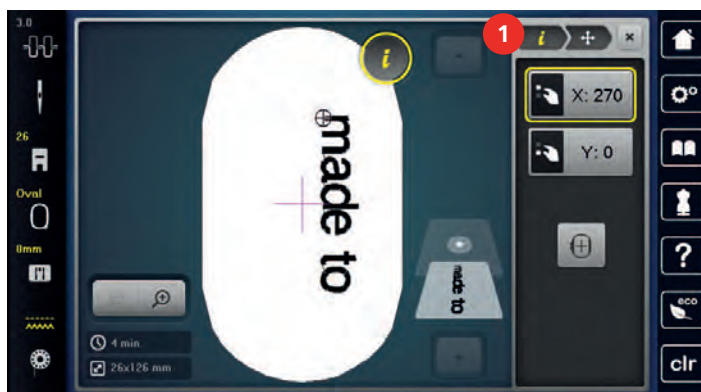 3.0
1
i
i
X: 270
Y: 0
26
Oval
8mm
made to
made to
4 min
26x126 mm
?
eco
clr